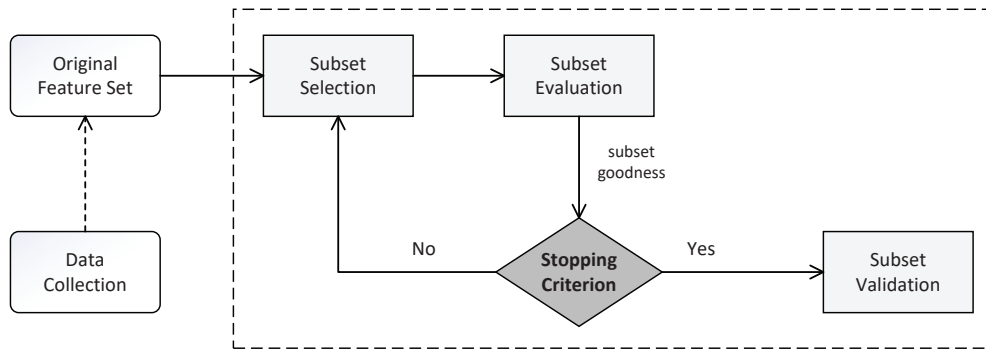 Original
Feature Set
Subset
Selection
Subset
Evaluation
subset
goodness
Data
Collection
No
Stopping
Criterion
Yes
Subset
Validation